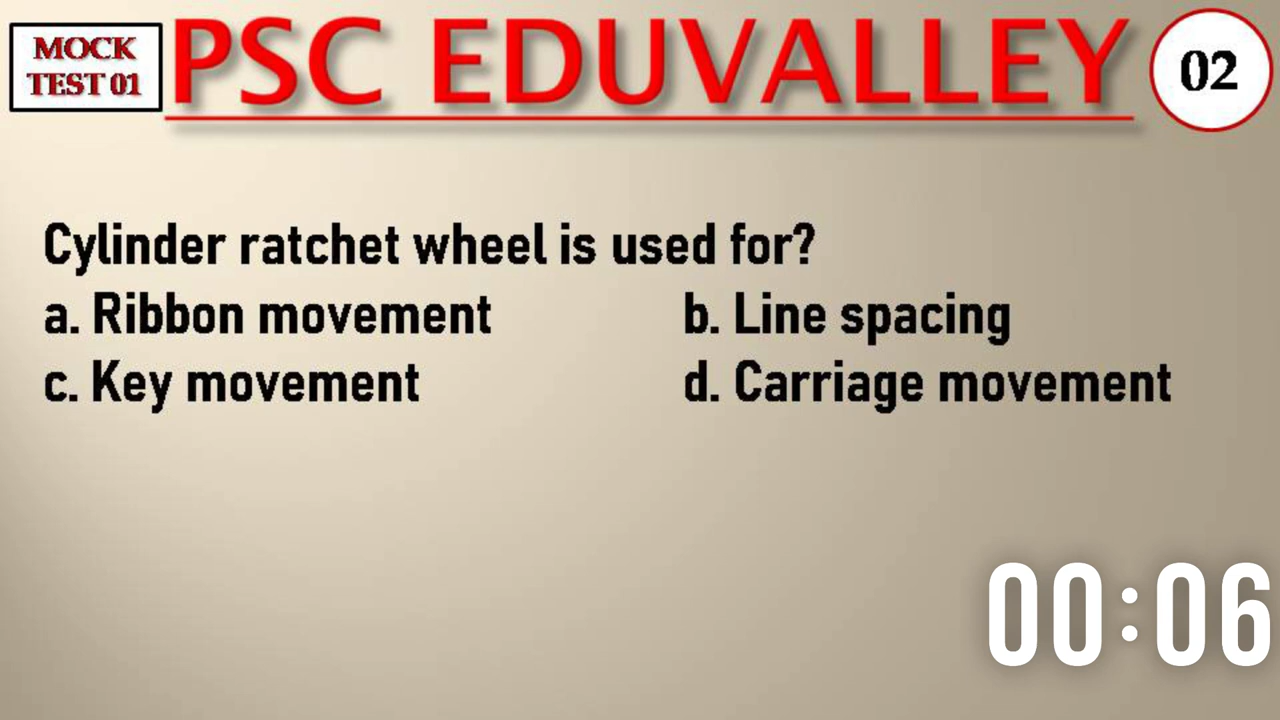 MOCK
TEST 01
PSC EDUVALLEY
02
Cylinder ratchet wheel is used for?
a. Ribbon movement b. Line spacing
c. Key movement d. Carriage movement
00:06